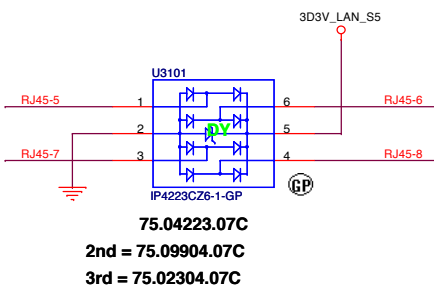 3D3V_LAN_S5
U3101
RJ45-5 1 6 RJ45-6
2 DY 5
RJ45-7 3 4 RJ45-8
IP4223CZ6-1-GP GP
75.04223.07C
2nd = 75.09904.07C
3rd = 75.02304.07C